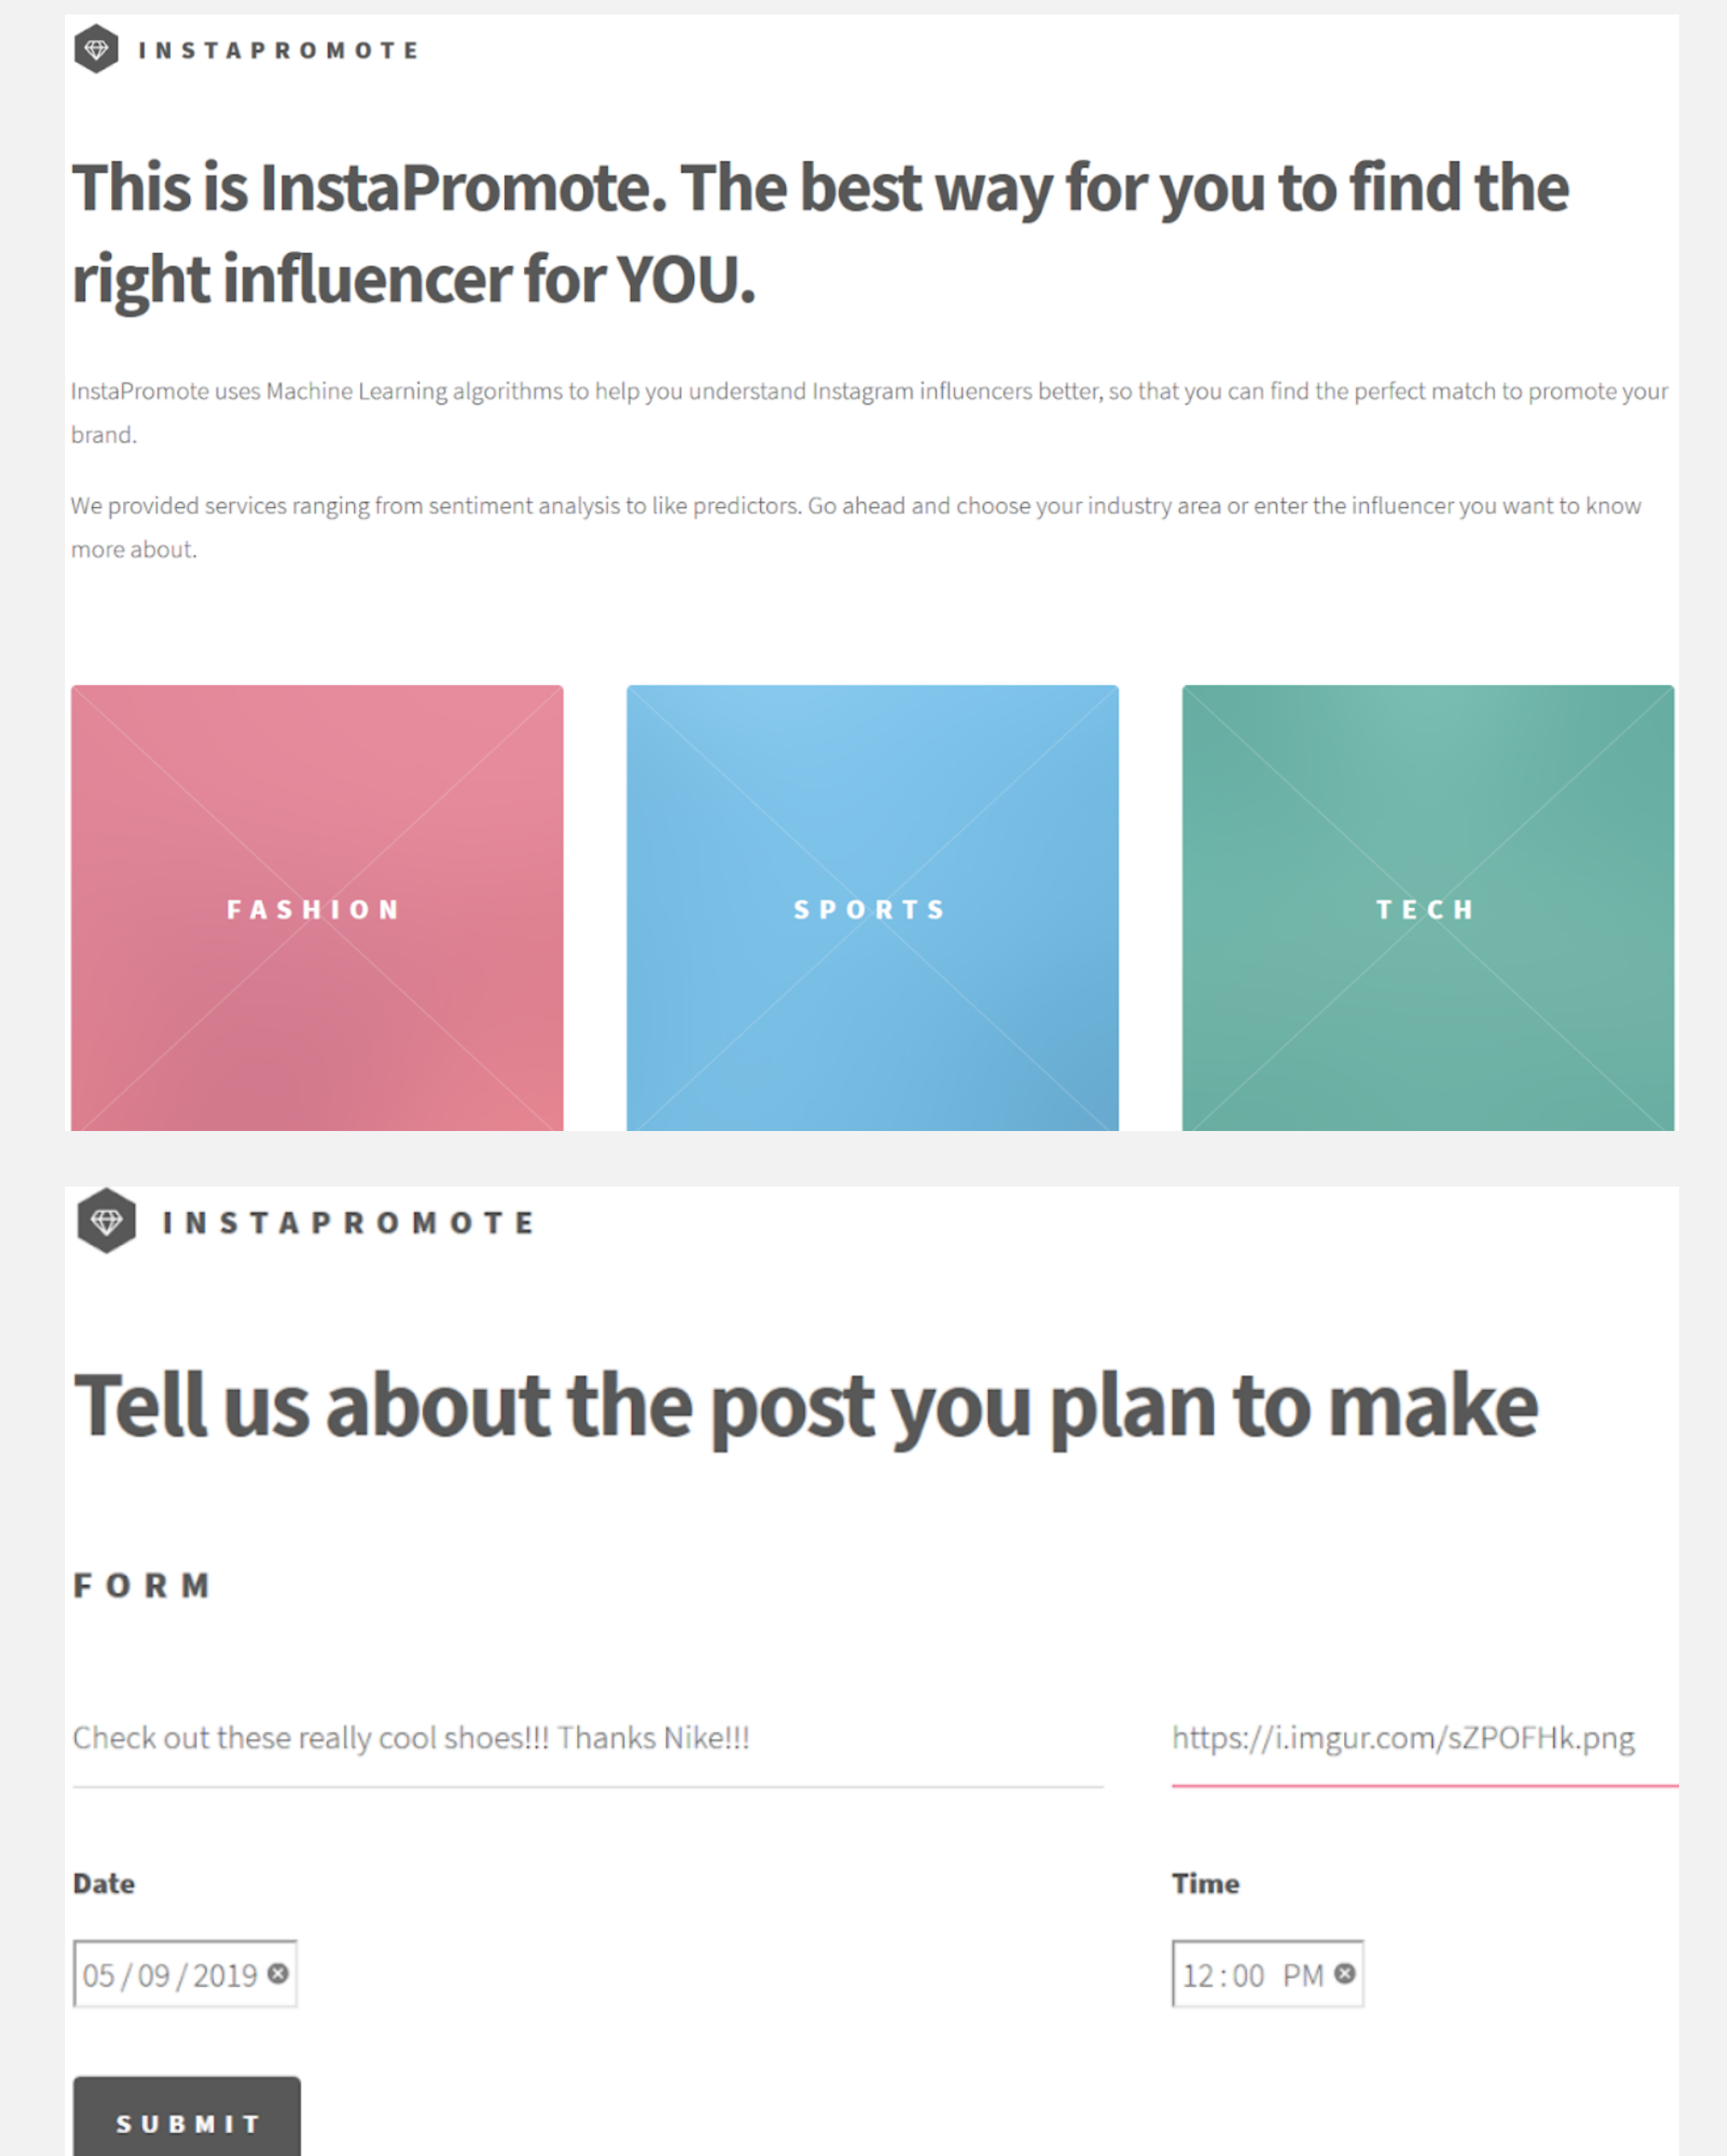 INSTAPROMOTE
This is InstaPromote. The best way for you to find the
right influencer for YOU.
InstaPromote uses Machine Learning algorithms to help you understand Instagram influencers better, so that you can find the perfect match to promote your
brand.
We provided services ranging from sentiment analysis to like predictors. Go ahead and choose your industry area or enter the influencer you want to know
more about.
FASHION
SPORTS
TECH
INSTAPROMOTE
Tell us about the post you plan to make
FORM
Check out these really cool shoes!!! Thanks Nike!!!
https://i.imgur.com/sZPOFHk.png
Date
Time
05/09/2019
12:00 PM
SUBMIT